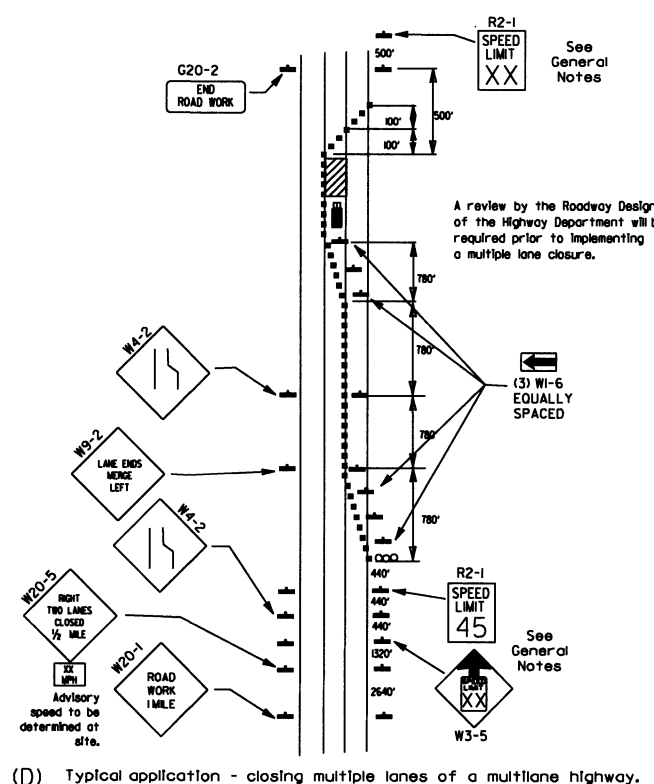 R2-1
SPEED
LIMIT
XX
See
General
Notes
500'
G20-2
END
ROAD WORK
500'
100'
100'
A review by the Roadway Design
of the Highway Department will
required prior to implementing
a multiple lane closure.
780'
780'
W4-2
(3) W1-6
EQUALLY
SPACED
780'
W9-2
LANE ENDS
MERGE
LEFT
780'
W4-2
440'
R2-1
SPEED
LIMIT
45
440'
440'
W20-5
RIGHT
TWO LANES
CLOSED
½ MILE
XX
MPH
Advisory
speed to be
determined at
site.
1320'
See
General
Notes
W20-1
ROAD
WORK
1 MILE
2640'
SPEED
LIMIT
XX
W3-5
(D) Typical application - closing multiple lanes of a multilane highway.